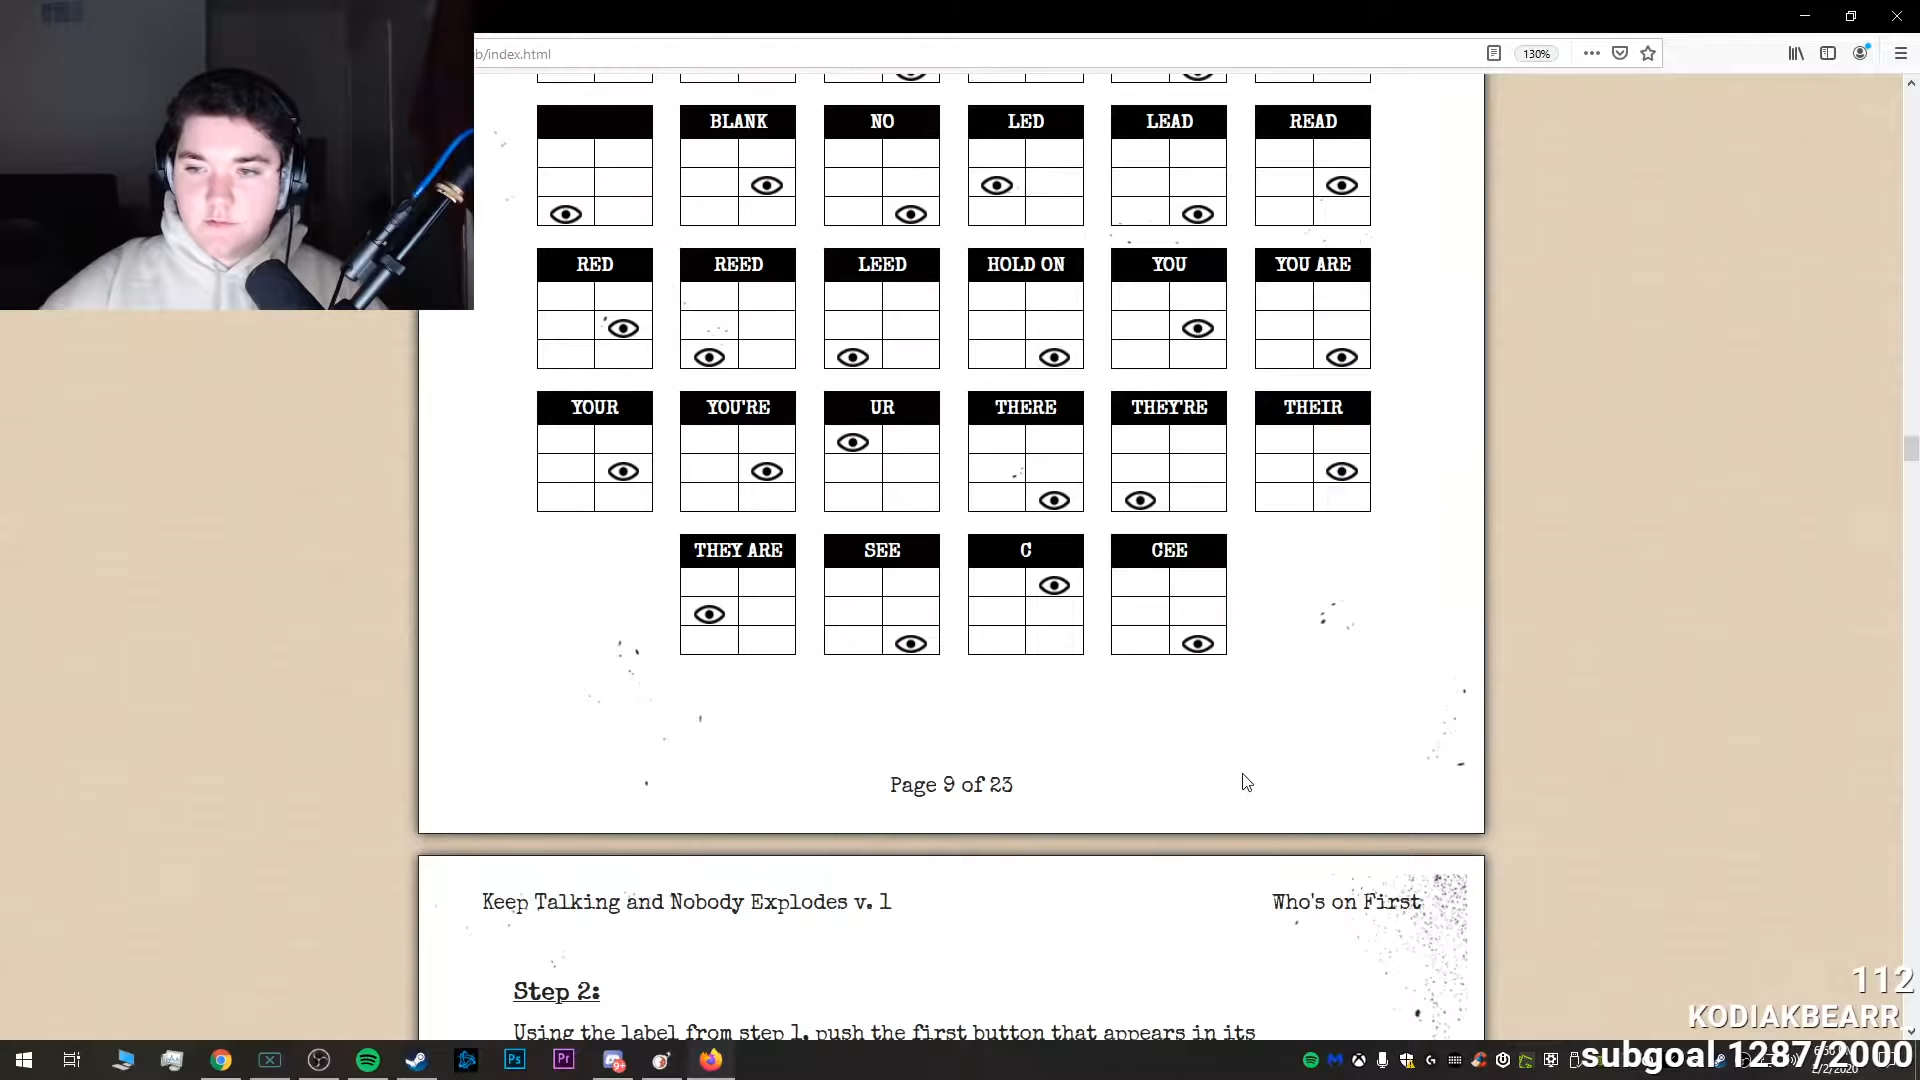 b/index.html
130%
BLANK NO LED LEAD READ
RED REED LEED HOLD ON YOU YOU ARE
YOUR YOU'RE UR THERE THEY'RE THEIR
THEY ARE SEE C CEE
Page 9 of 23
Keep Talking and Nobody Explodes v. 1
Who's on First
Step 2:
Using the label from step 1, push the first button that appears in its
112
KODIAKBEARR
subgoal 1287/2000
Ps
Pr
9+